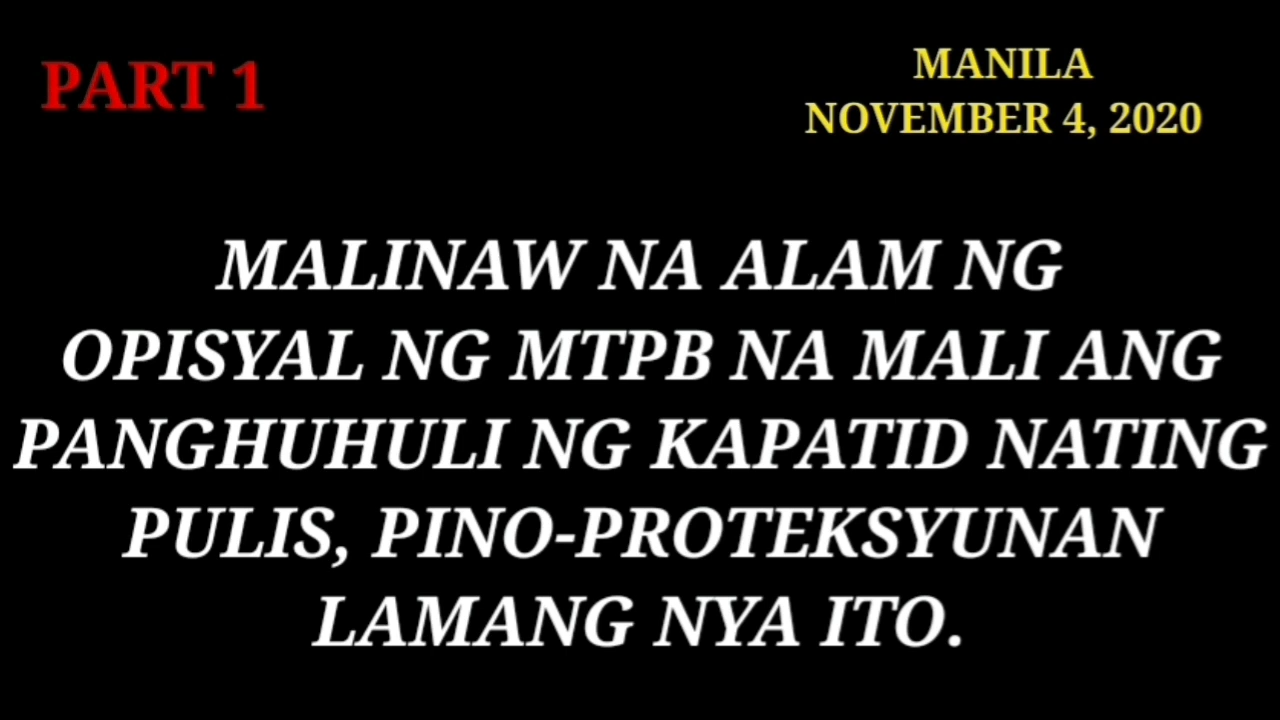 PART 1
MANILA
NOVEMBER 4, 2020
MALINAW NA ALAM NG
OPISYAL NG MTPB NA MALI ANG
PANGHUHULI NG KAPATID NATING
PULIS, PINO-PROTEKSYUNAN
LAMANG NYA ITO.